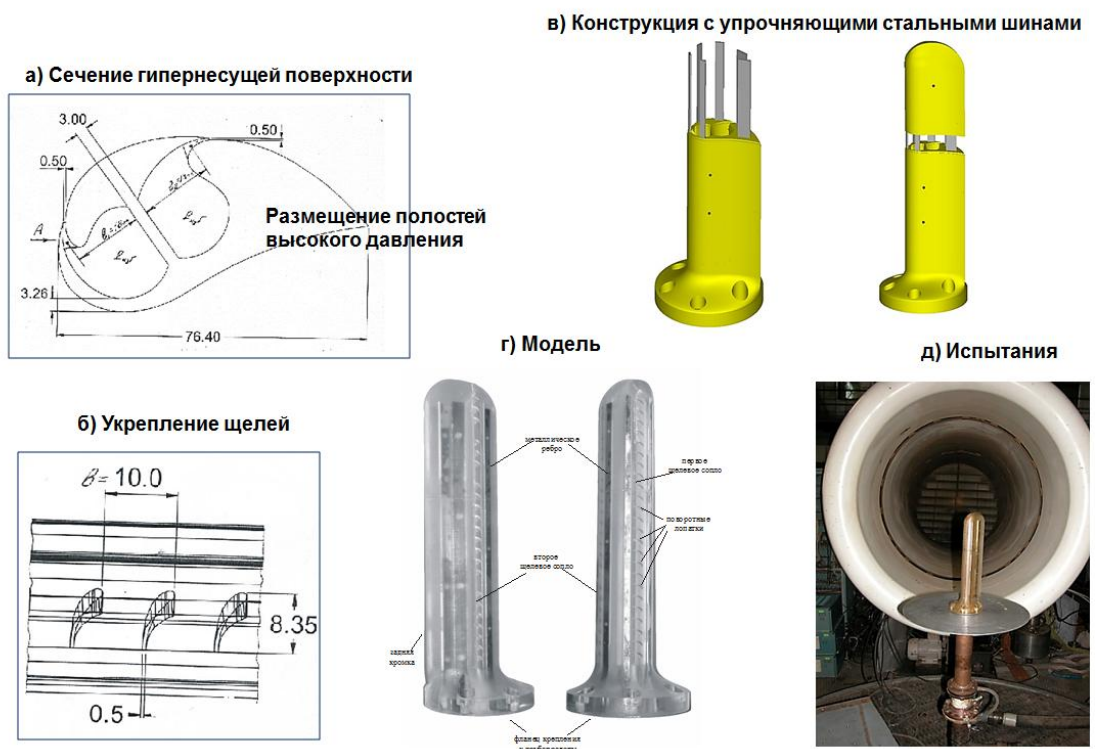 в) Конструкция с упрочняющими стальными шинами
а) Сечение гипернесущей поверхности
3.00
0.50
0.50
Размещение полостей
высокого давления
А
3.26
76.40
г) Модель
д) Испытания
б) Укрепление щелей
В= 10.0
8.35
0.5
металлическое
ребро
первое
щелевое сопло
поворотные
лопатки
второе
щелевое сопло
задняя
кромка
фланец крепления